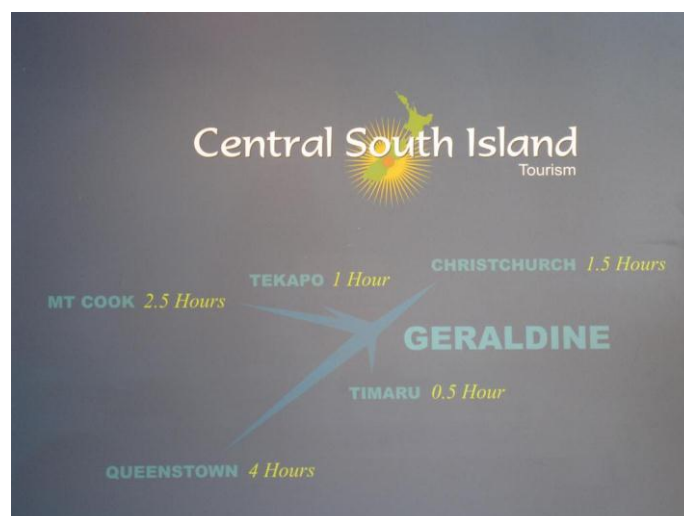 Central South Island
Tourism
CHRISTCHURCH 1.5 Hours
TEKAPO 1 Hour
MT COOK 2.5 Hours
GERALDINE
TIMARU 0.5 Hour
QUEENSTOWN 4 Hours